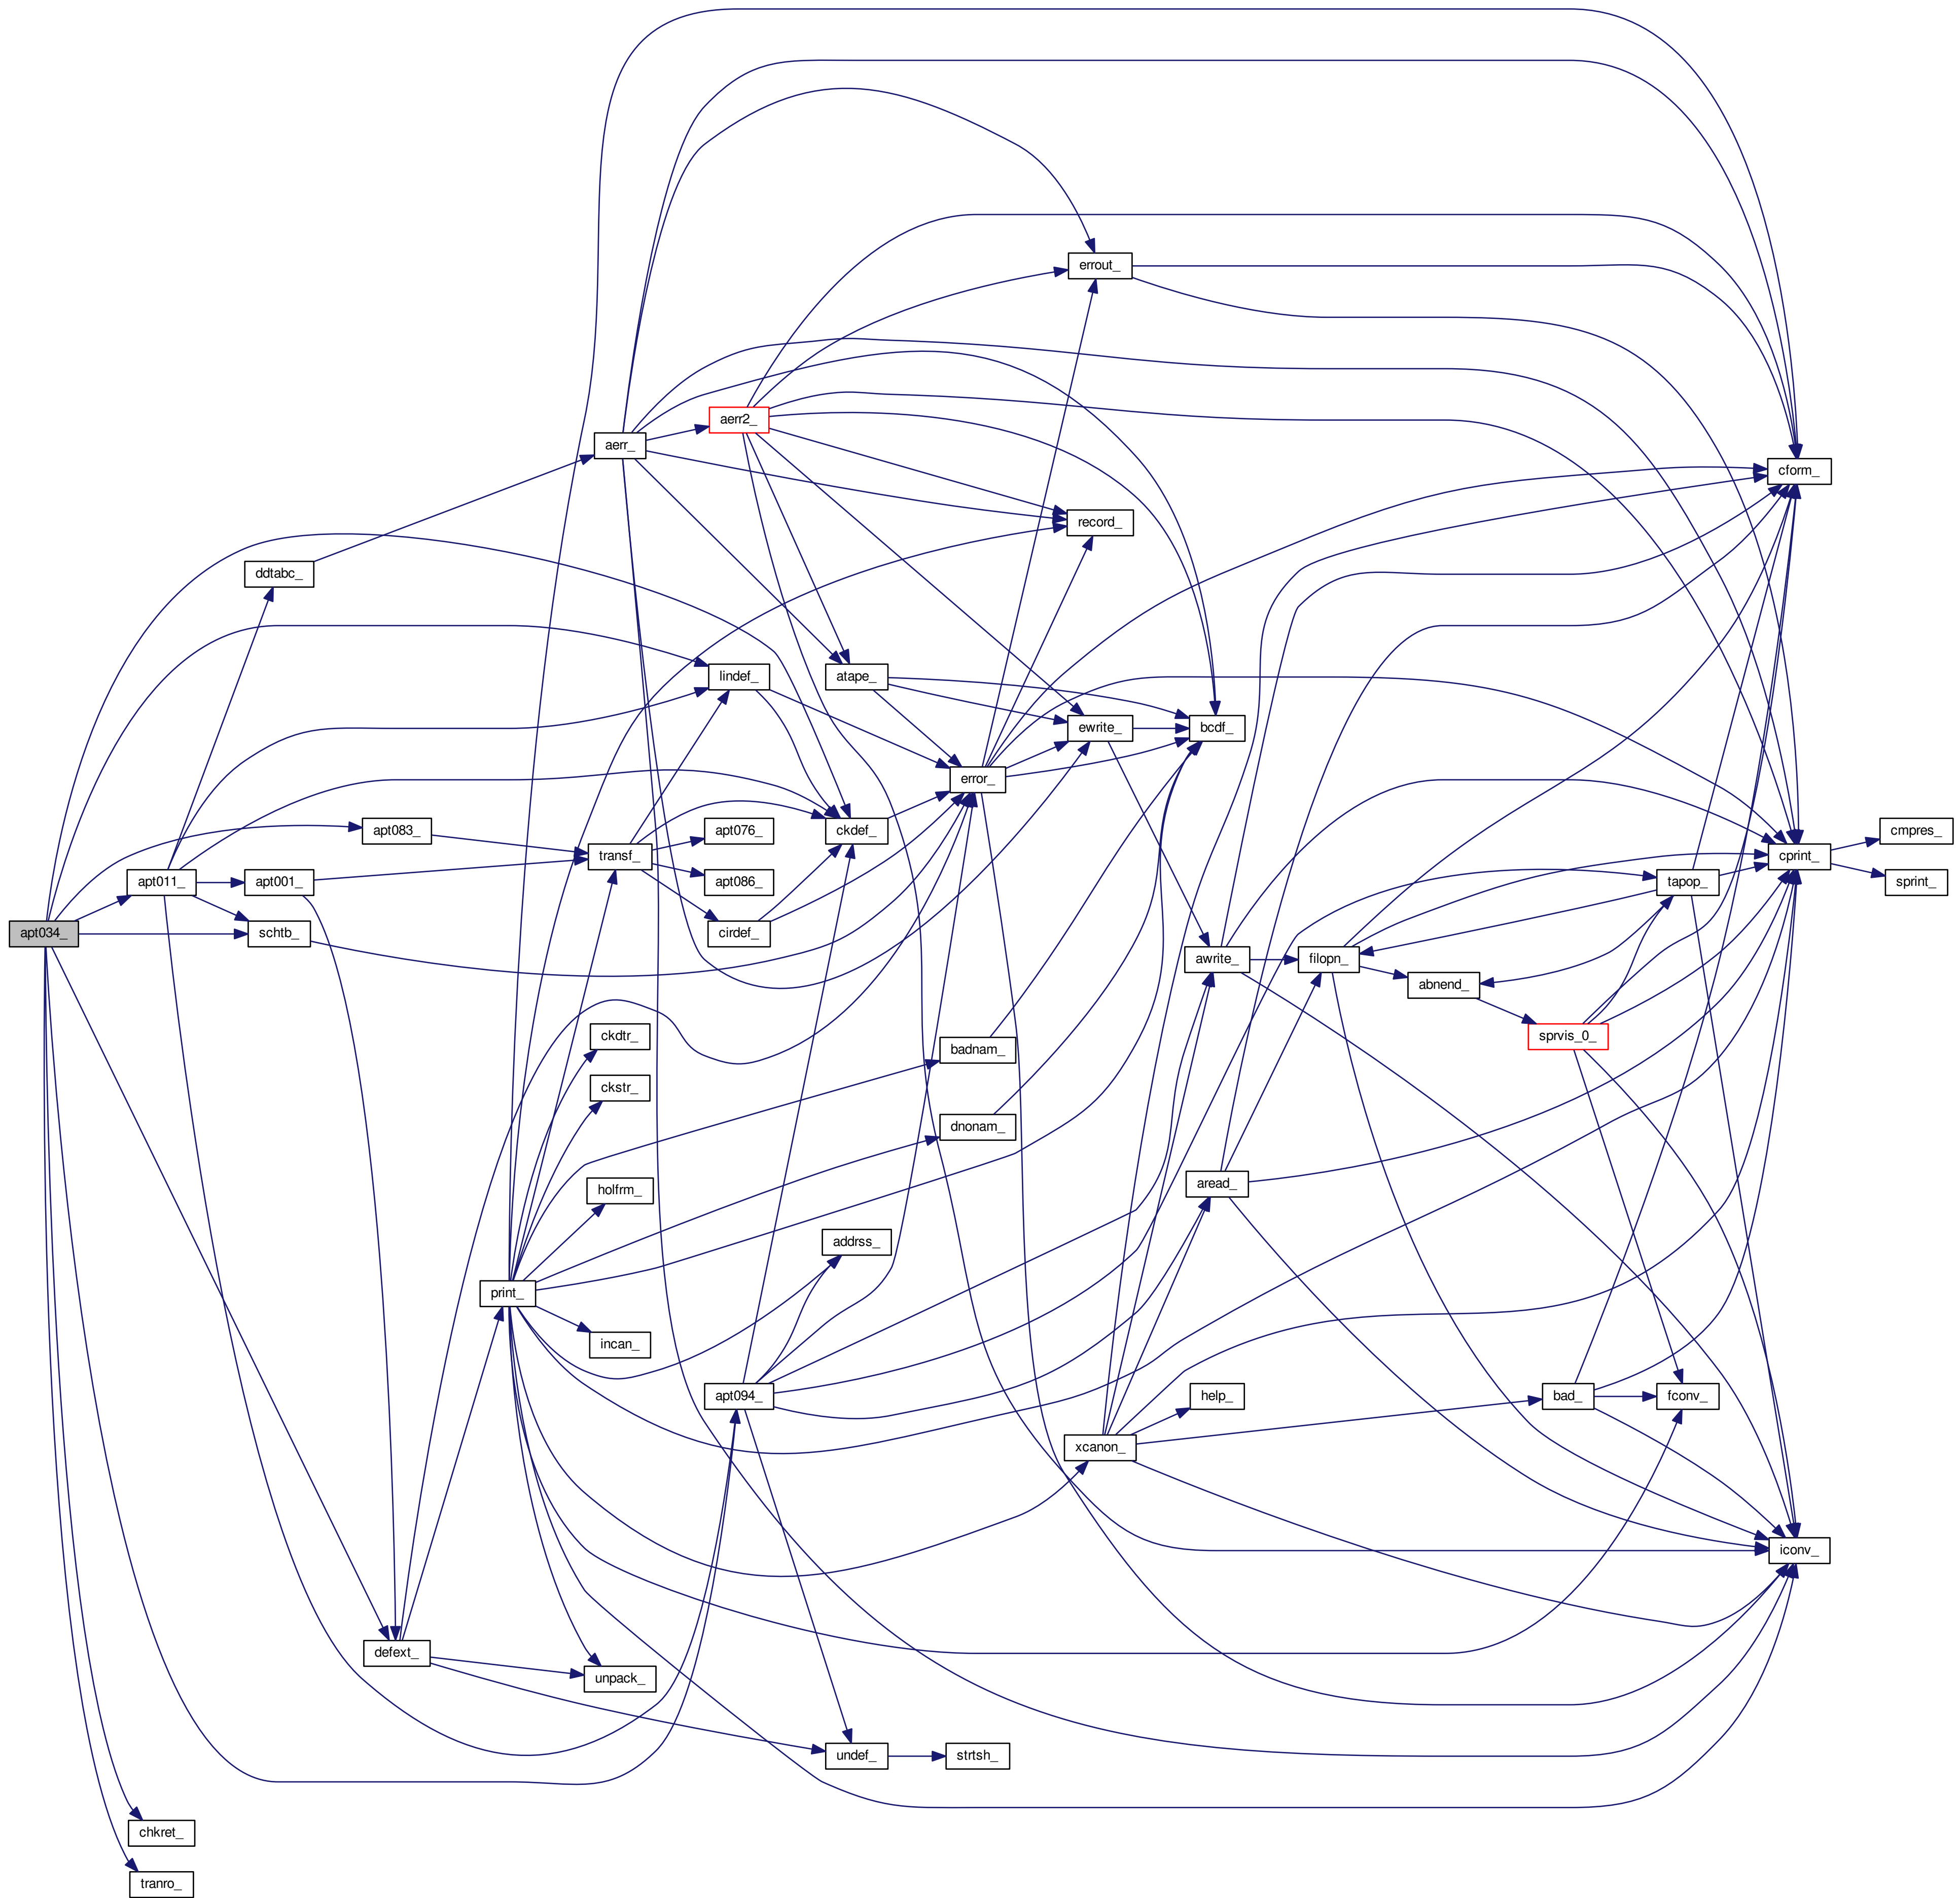 errout_
aerr2_
aerr_
cform_
record_
ddtabc_
lindef_
atape_
ewrite_
bcdf_
error_
apt083_
apt076_
ckdef_
transf_
cprint_
cmpres_
sprint_
apt011_
apt001_
apt086_
tapop_
apt034_
schtb_
cirdef_
awrite_
filopn_
abnend_
ckdtr_
badnam_
sprvis_0_
ckstr_
dnonam_
holfrm_
aread_
addrss_
print_
incan_
apt094_
help_
bad_
fconv_
xcanon_
iconv_
defext_
unpack_
undef_
strtsh_
chkret_
tranro_